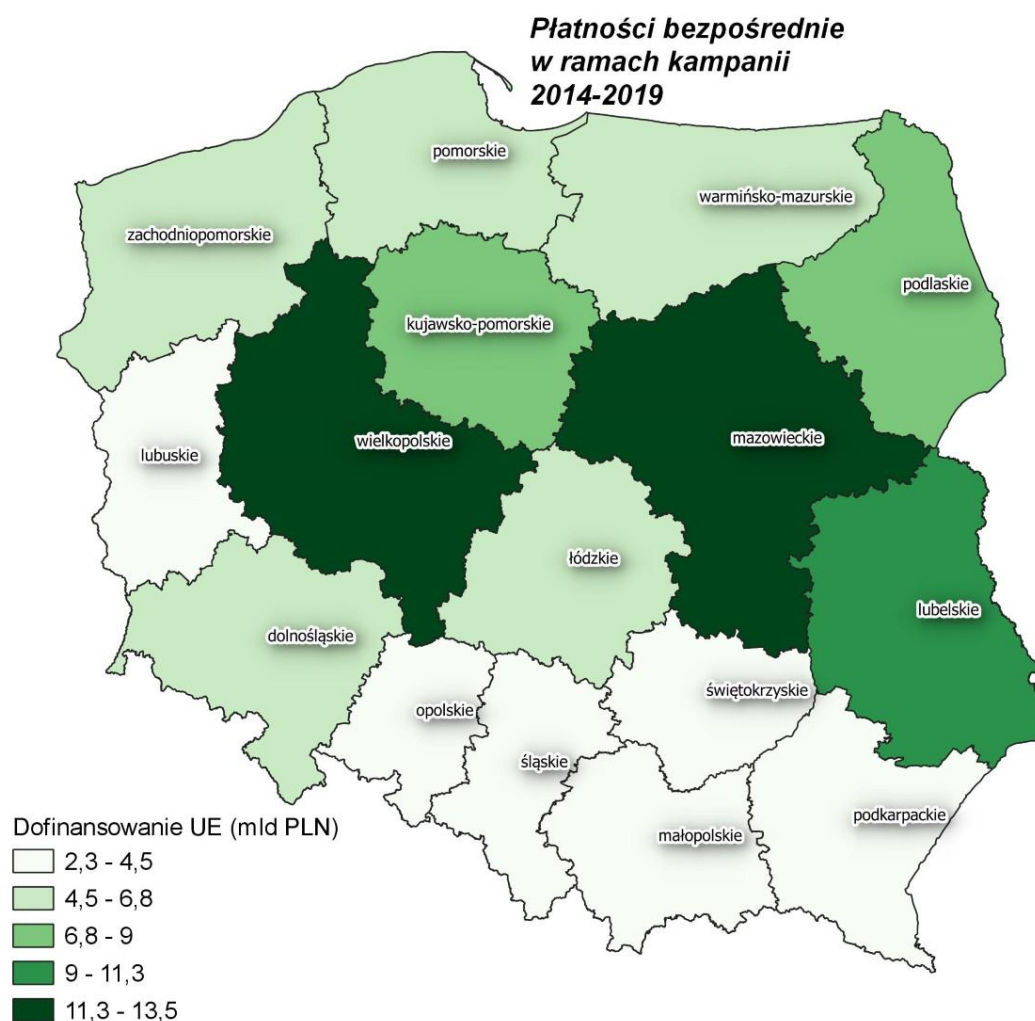 Płatności bezpośrednie
w ramach kampanii
2014-2019
pomorskie
warmińsko-mazurskie
zachodniopomorskie
podlaskie
kujawsko-pomorskie
wielkopolskie
mazowieckie
lubuskie
łódzkie
lubelskie
dolnośląskie
świętokrzyskie
opolskie
śląskie
podkarpackie
małopolskie
Dofinansowanie UE (mld PLN)
2,3 - 4,5
4,5 - 6,8
6,8 - 9
9 - 11,3
11,3 - 13,5